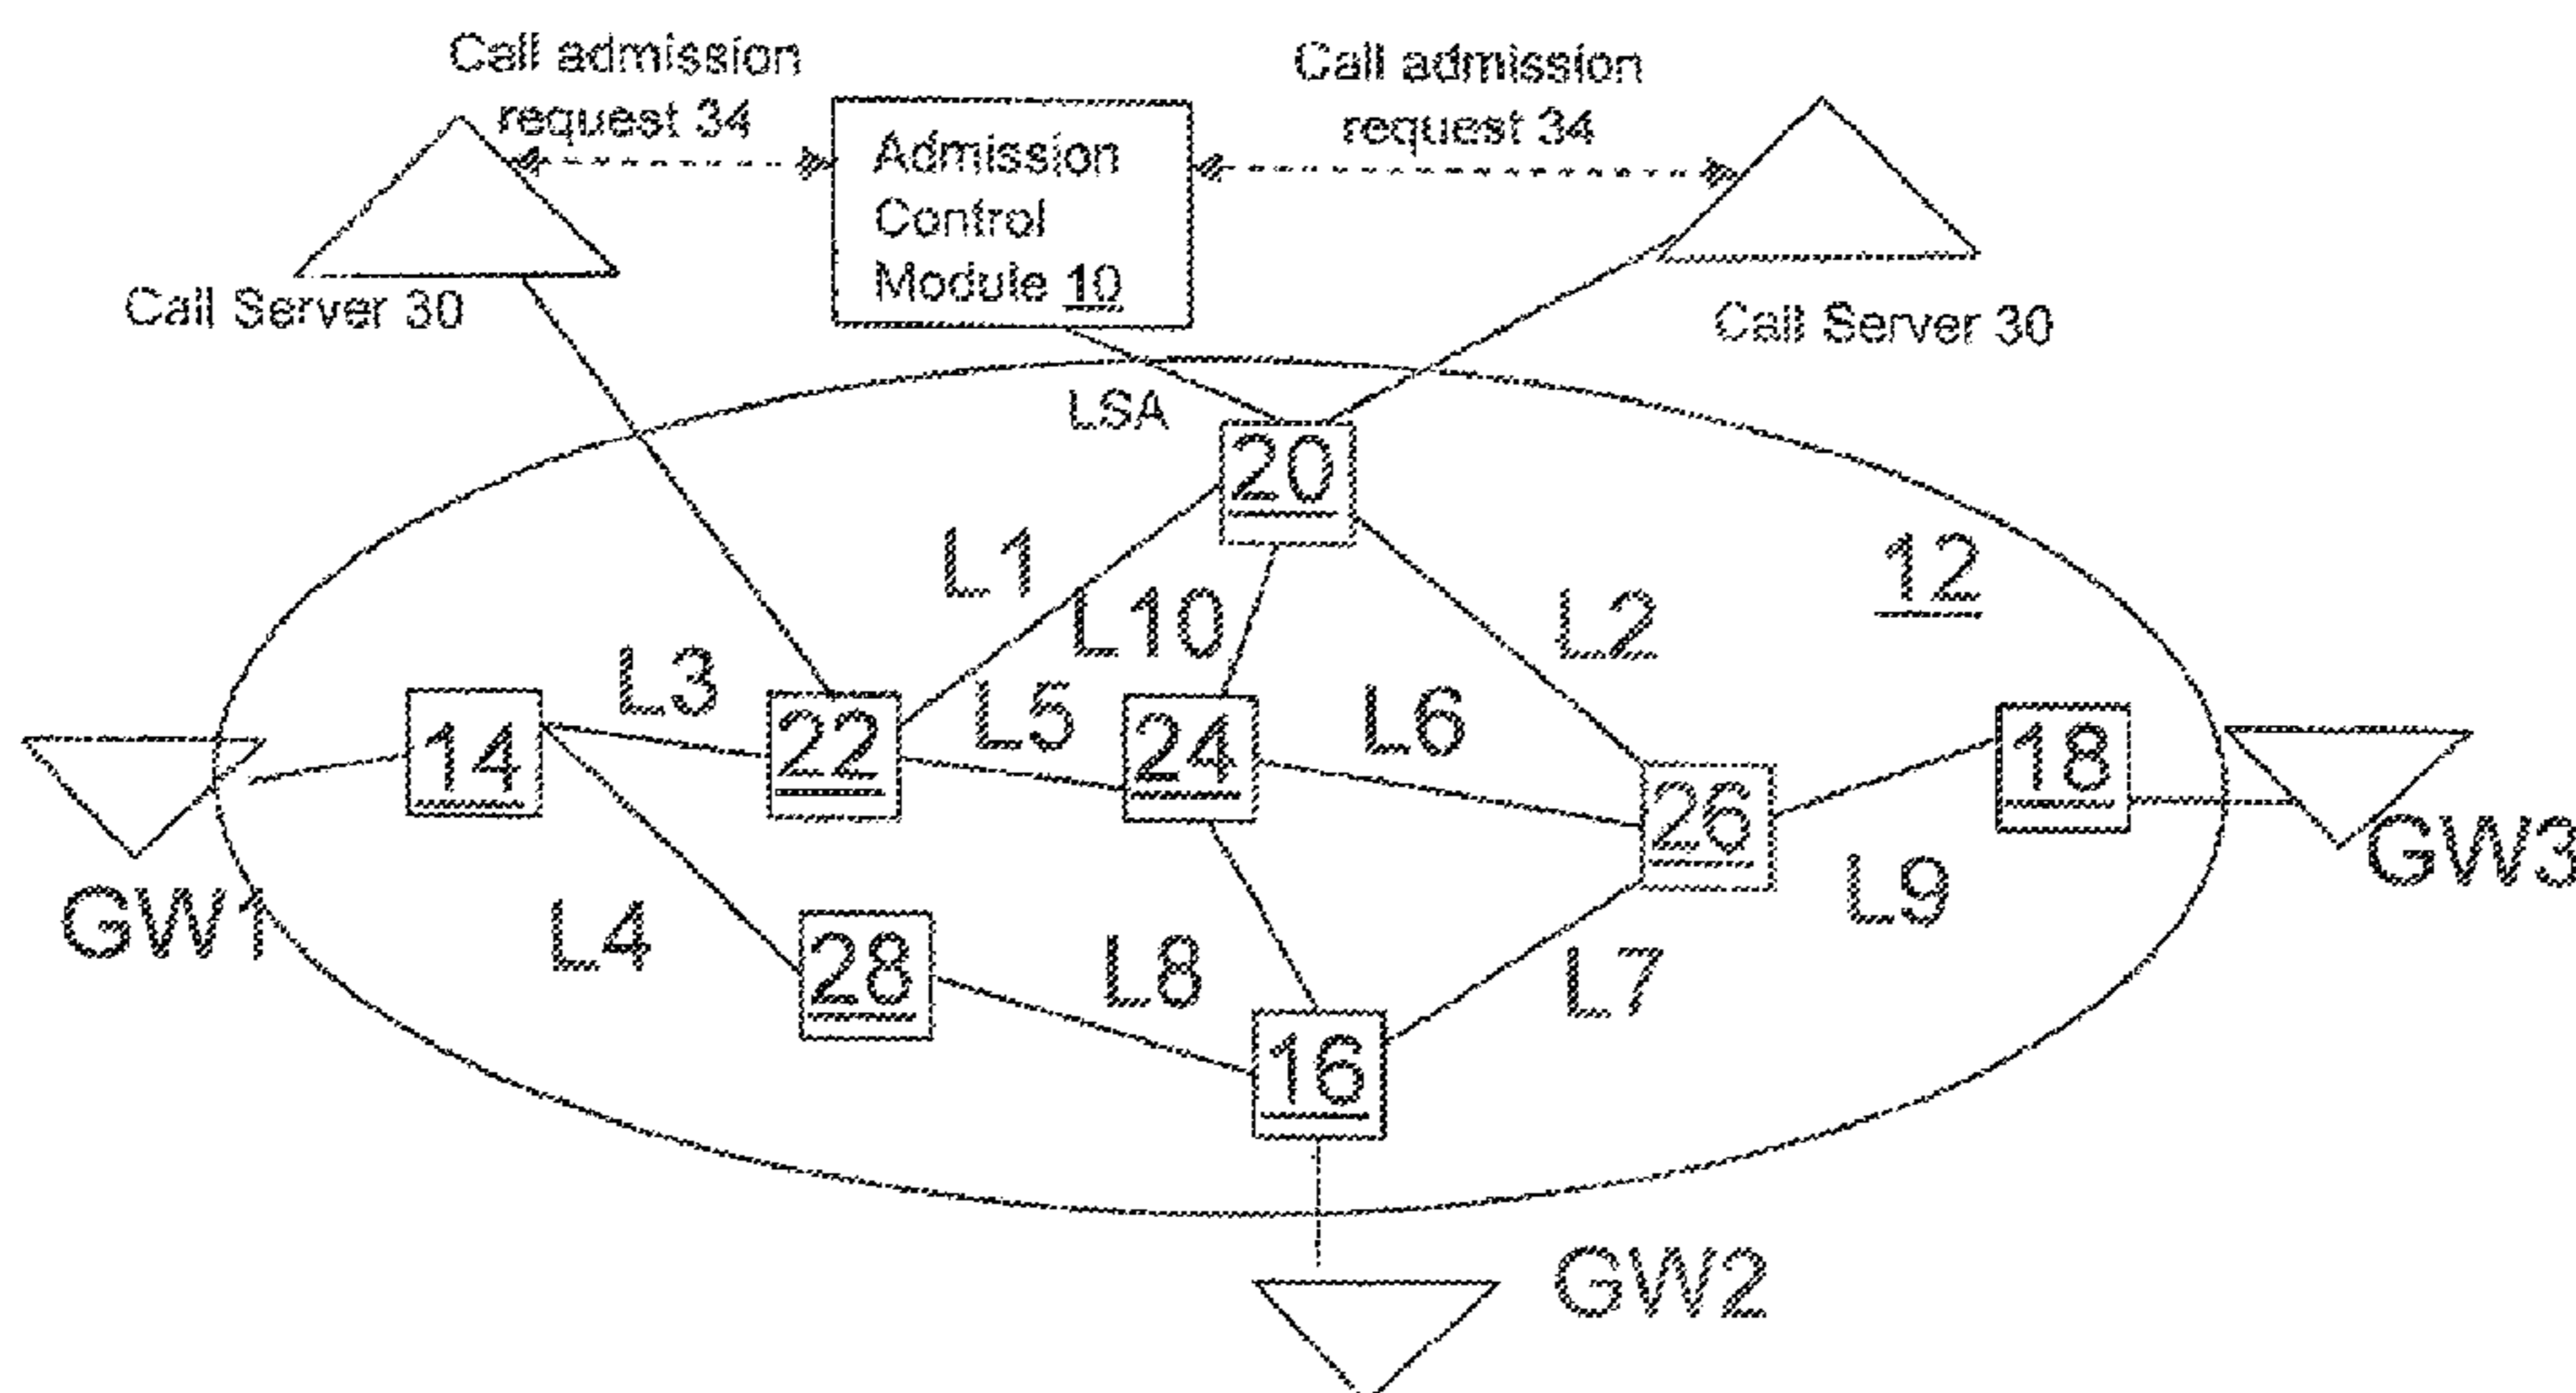 Call admission
request 34
Call admission
request 34
Admission
Control
Module 10
Call Server 30
Call Server 30
LSA
20
L1
12
L10
L2
L3
L5
L6
14
22
24
18
26
GW3
L9
GW1
L4
28
L8
L7
16
GW2